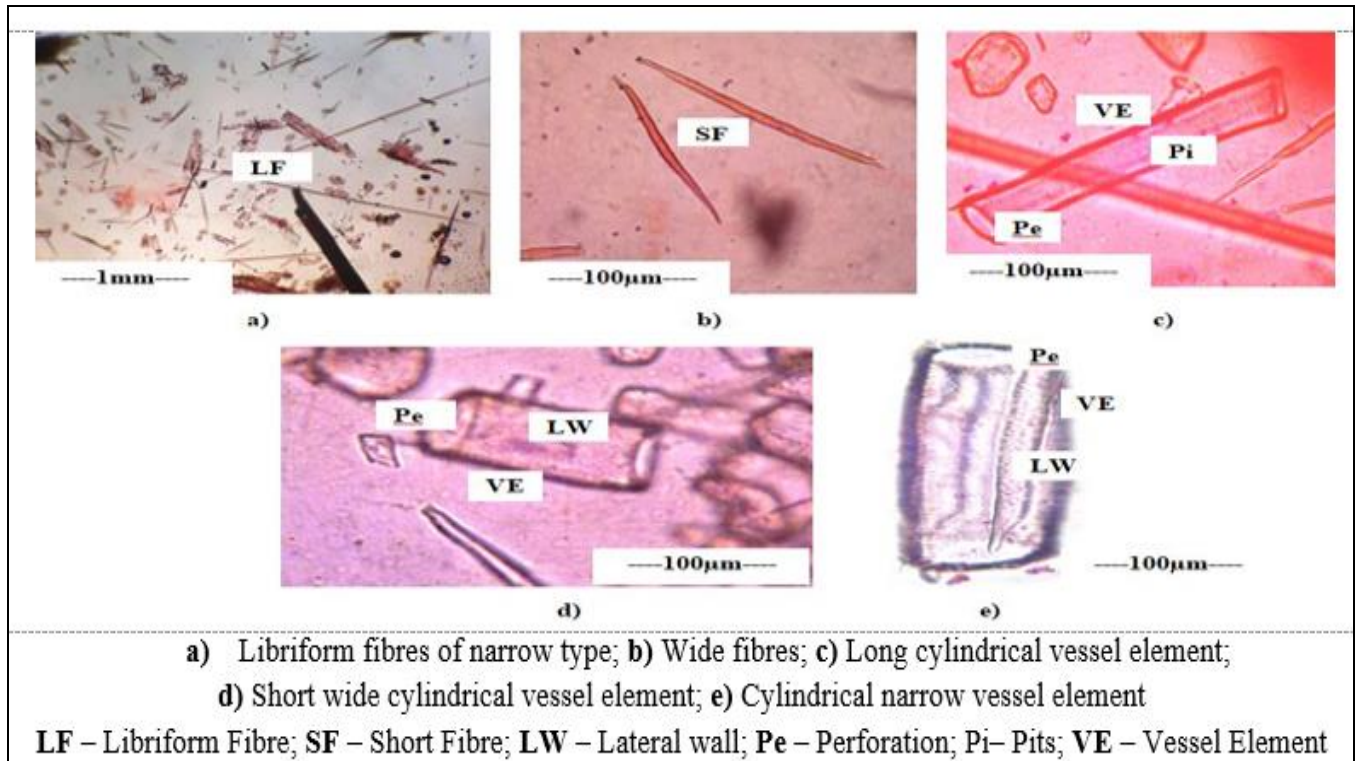 LF
----1mm----
a)
SF
----100μm----
b)
VE
Pi
Pe
----100μm----
c)
Pe
LW
VE
----100μm----
d)
Pe
VE
LW
----100μm----
e)
a) Libriform fibres of narrow type; b) Wide fibres; c) Long cylindrical vessel element;
d) Short wide cylindrical vessel element; e) Cylindrical narrow vessel element
LF – Libriform Fibre; SF – Short Fibre; LW – Lateral wall; Pe – Perforation; Pi– Pits; VE – Vessel Element